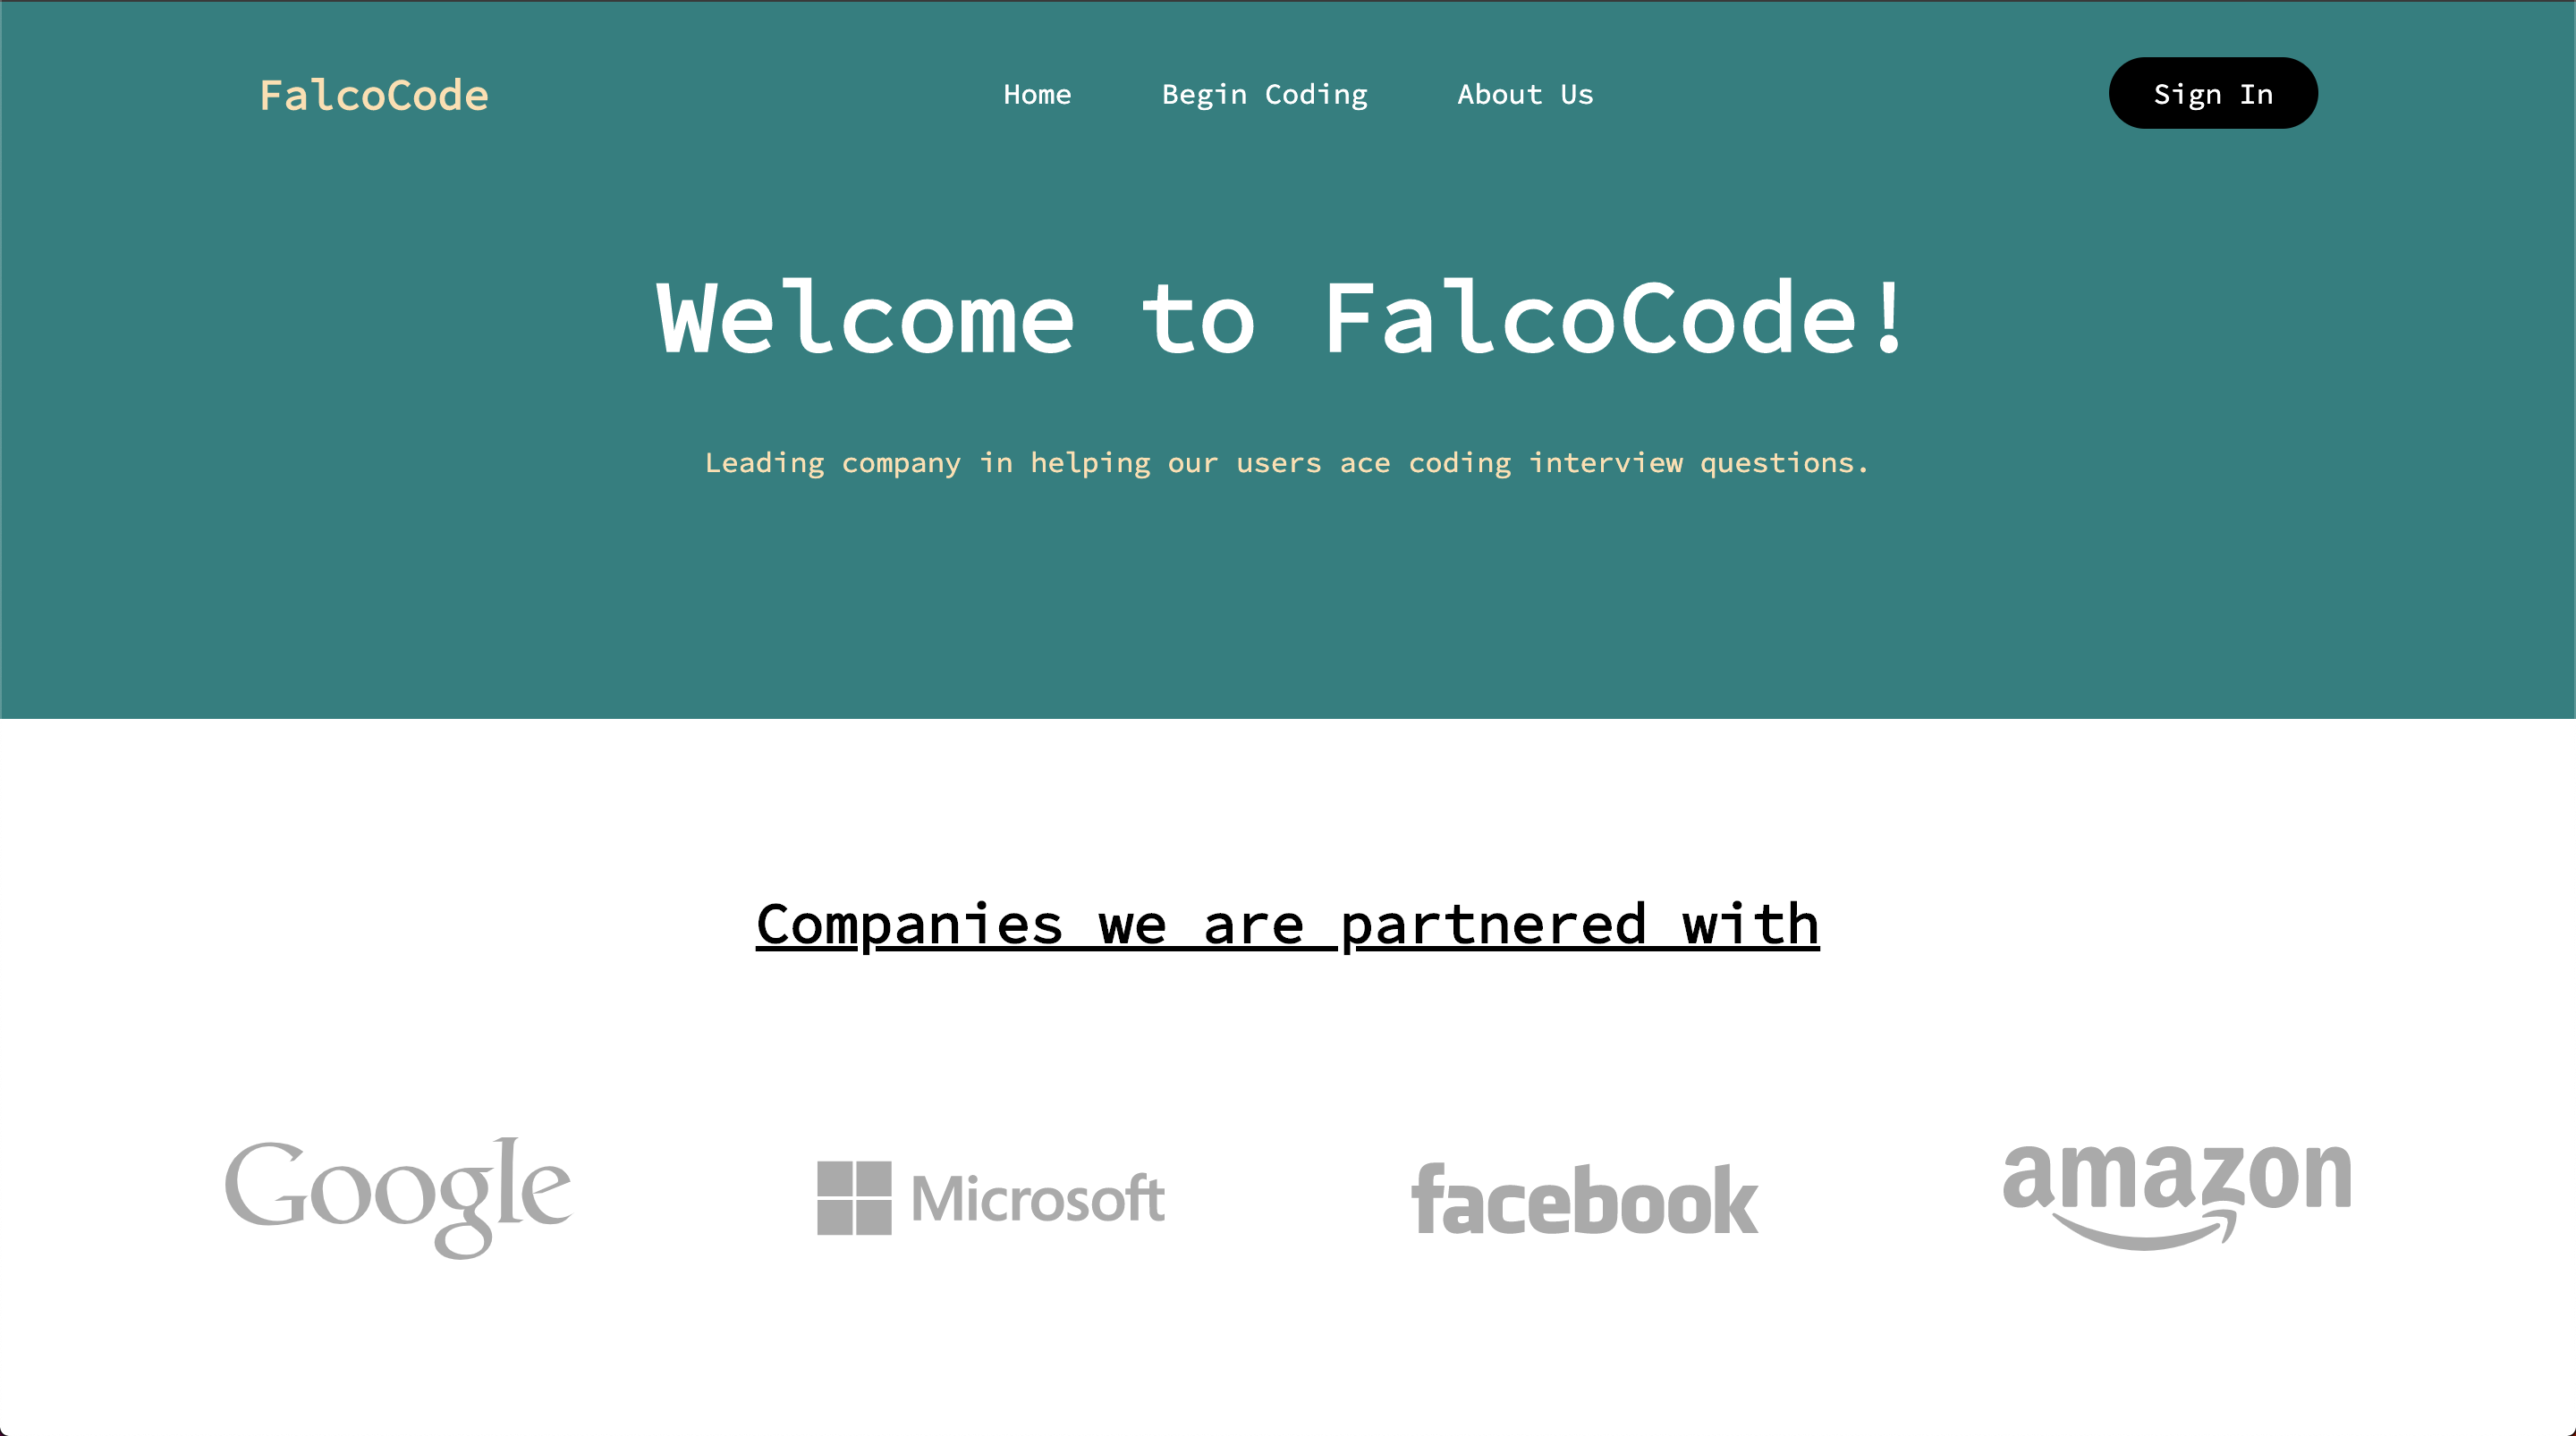 FalcoCode
Home Begin Coding About Us
Sign In
Welcome to FalcoCode!
Leading company in helping our users ace coding interview questions.
Companies we are partnered with
Google
Microsoft
facebook
amazon